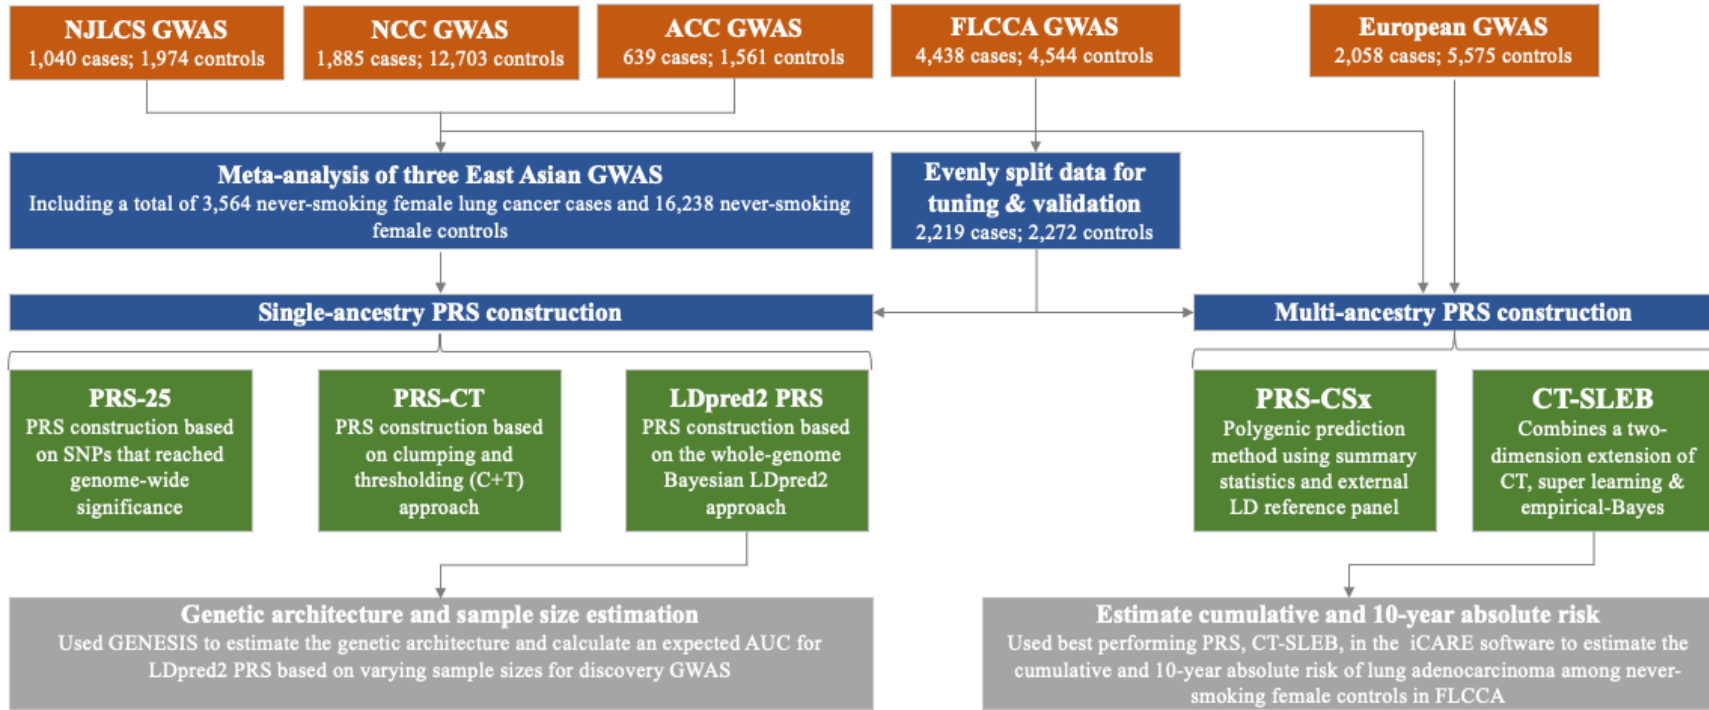 NJLCS GWAS
1,040 cases; 1,974 controls
NCC GWAS
1,885 cases; 12,703 controls
ACC GWAS
639 cases; 1,561 controls
FLCCA GWAS
4,438 cases; 4,544 controls
European GWAS
2,058 cases; 5,575 controls
Meta-analysis of three East Asian GWAS
Including a total of 3,564 never-smoking female lung cancer cases and 16,238 never-smoking
female controls
Evenly split data for
tuning & validation
2,219 cases; 2,272 controls
Single-ancestry PRS construction
Multi-ancestry PRS construction
PRS-25
PRS construction based
on SNPs that reached
genome-wide
significance
PRS-CT
PRS construction based
on clumping and
thresholding (C+T)
approach
LDpred2 PRS
PRS construction based
on the whole-genome
Bayesian LDpred2
approach
PRS-CSx
Polygenic prediction
method using summary
statistics and external
LD reference panel
CT-SLEB
Combines a two-
dimension extension of
CT, super learning &
empirical-Bayes
Genetic architecture and sample size estimation
Used GENESIS to estimate the genetic architecture and calculate an expected AUC for
LDpred2 PRS based on varying sample sizes for discovery GWAS
Estimate cumulative and 10-year absolute risk
Used best performing PRS, CT-SLEB, in the iCARE software to estimate the
cumulative and 10-year absolute risk of lung adenocarcinoma among never-
smoking female controls in FLCCA